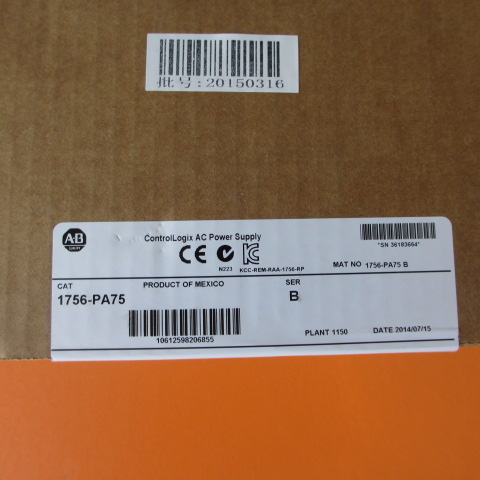 批号:20150316
A-B
ControlLogix AC Power Supply
*SN 36183664*
CE
N223
KCC-REM-RAA-1756-RP
MAT NO 1756-PA75 B
CAT
1756-PA75
PRODUCT OF MEXICO
SER
B
10612598206855
PLANT 1150
DATE 2014/07/15